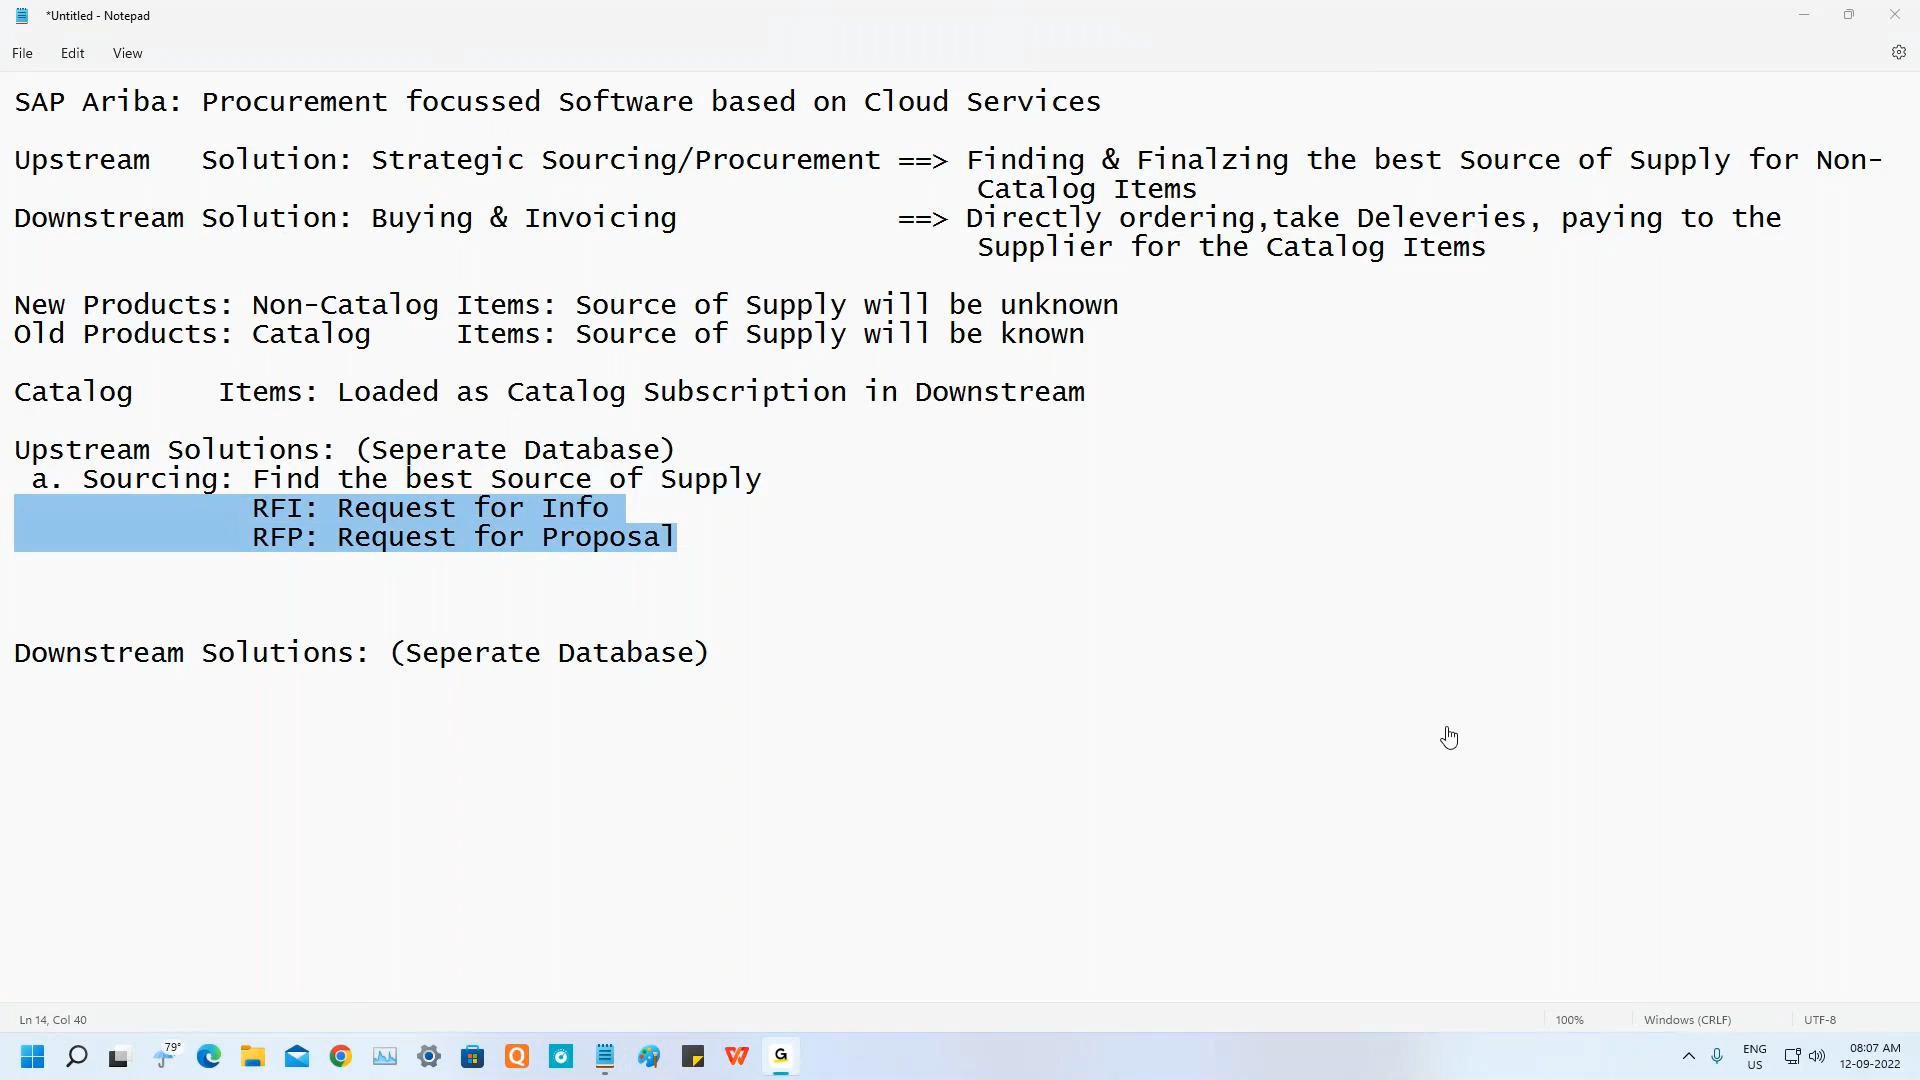 *Untitled - Notepad
File Edit View
SAP Ariba: Procurement focussed Software based on Cloud Services
Upstream   Solution: Strategic Sourcing/Procurement ==> Finding & Finalzing the best Source of Supply for Non-
Catalog Items
Downstream Solution: Buying & Invoicing             ==> Directly ordering,take Deleveries, paying to the
Supplier for the Catalog Items
New Products: Non-Catalog Items: Source of Supply will be unknown
Old Products: Catalog     Items: Source of Supply will be known
Catalog     Items: Loaded as Catalog Subscription in Downstream
Upstream Solutions: (Seperate Database)
a. Sourcing: Find the best Source of Supply
RFI: Request for Info
RFP: Request for Proposal
Downstream Solutions: (Seperate Database)
Ln 14, Col 40 100% Windows (CRLF) UTF-8
79° ENG 08:07 AM
US 12-09-2022